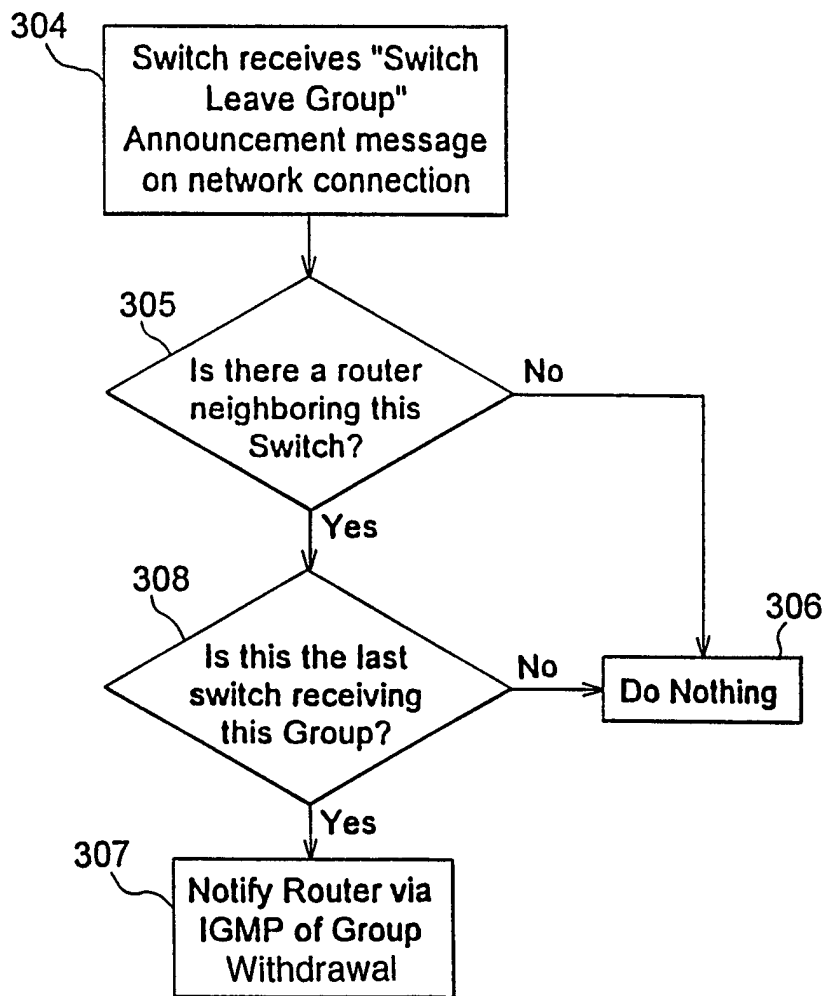 304
Switch receives "Switch
Leave Group"
Announcement message
on network connection
305
Is there a router
neighboring this
Switch?
No
Yes
308
Is this the last
switch receiving
this Group?
No
306
Do Nothing
Yes
307
Notify Router via
IGMP of Group
Withdrawal